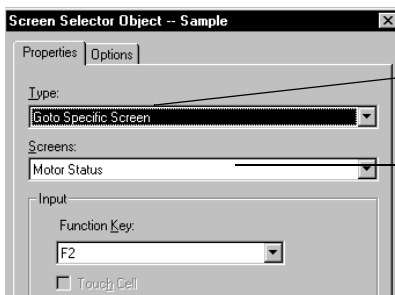 Screen Selector Object -- Sample
Properties Options
Type:
Goto Specific Screen
Screens:
Motor Status
Input
Function Key:
F2
Touch Cell